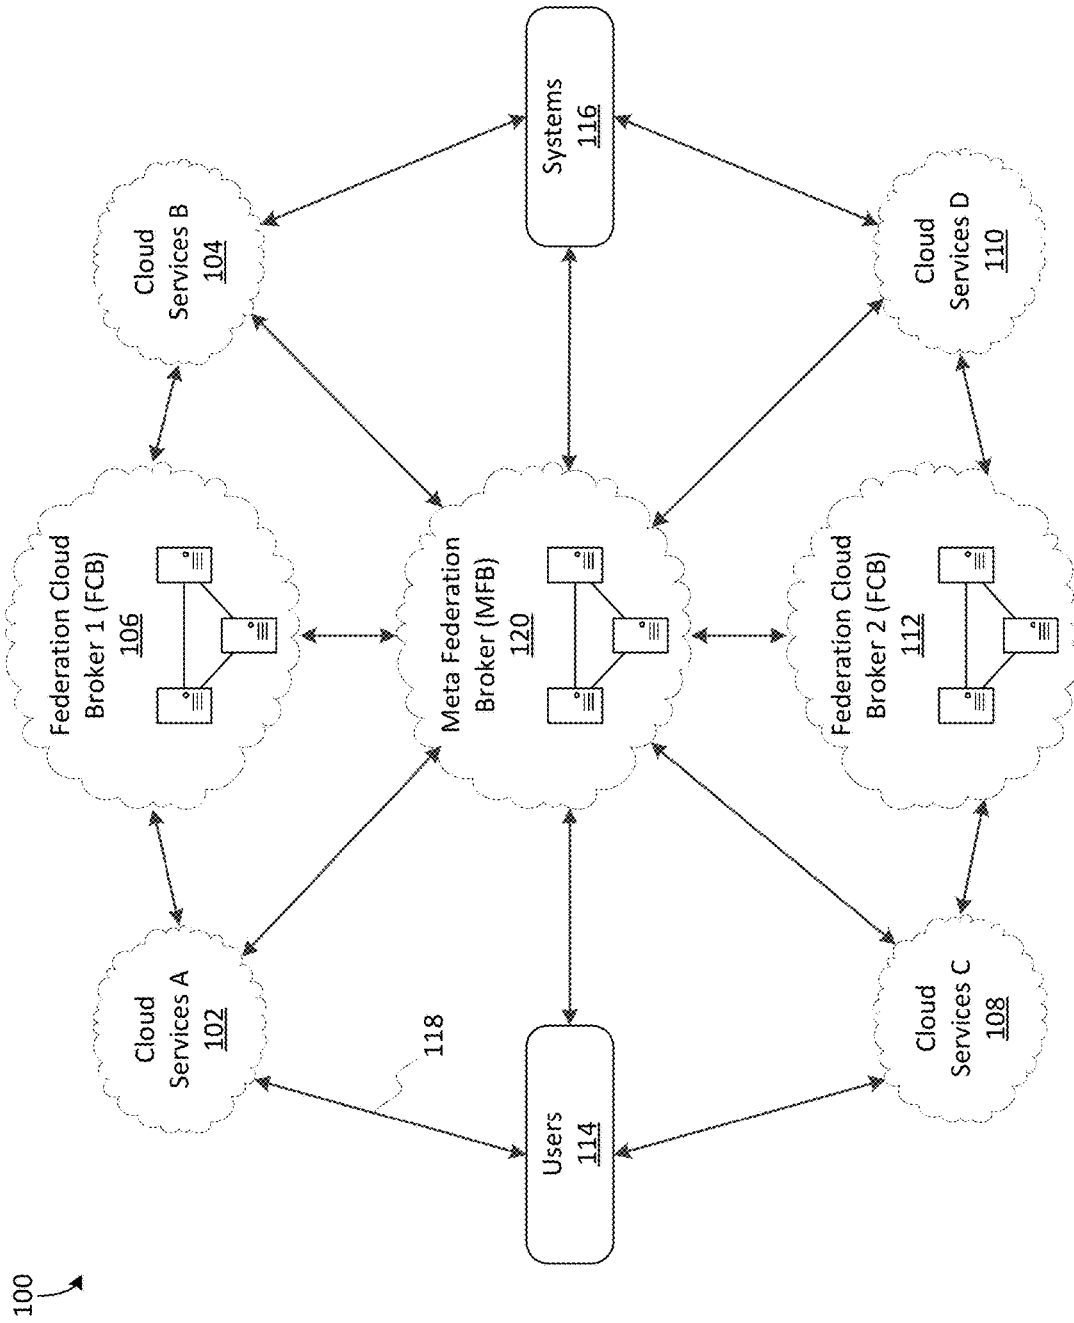 100
Federation Cloud
Broker 1 (FCB)
106
Cloud
Services A
102
Cloud
Services B
104
118
Users
114
Meta Federation
Broker (MFB)
120
Systems
116
Cloud
Services C
108
Federation Cloud
Broker 2 (FCB)
112
Cloud
Services D
110